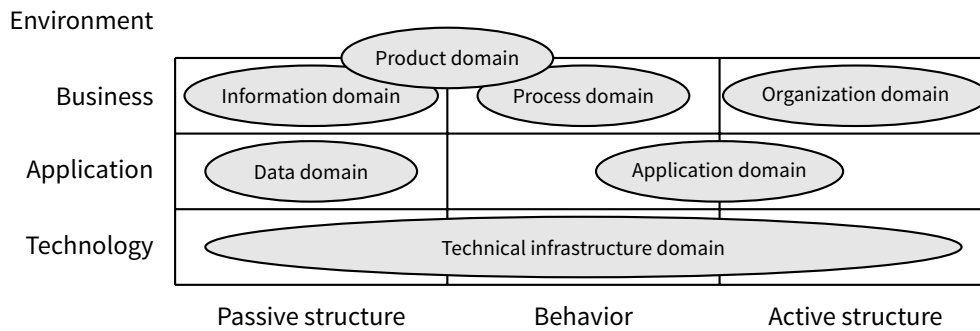 Environment
Product domain
Business
Information domain
Process domain
Organization domain
Application
Data domain
Application domain
Technology
Technical infrastructure domain
Passive structure
Behavior
Active structure